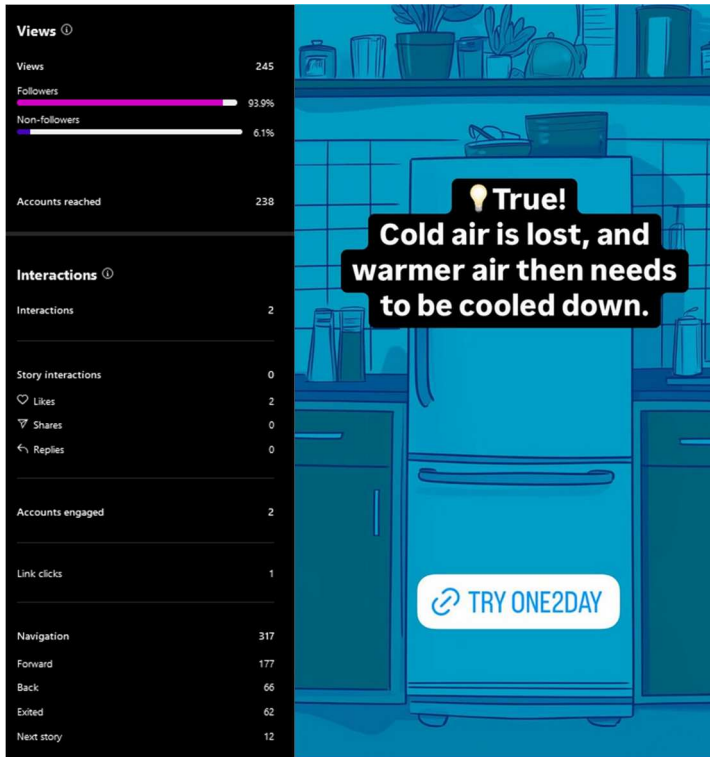 Views
Views 245
Followers
93.9%
Non-followers
6.1%
Accounts reached 238
Interactions
Interactions 2
Story interactions 0
Likes 2
Shares 0
Replies 0
Accounts engaged 2
Link clicks 1
Navigation 317
Forward 177
Back 66
Exited 62
Next story 12
💡True!
Cold air is lost, and
warmer air then needs
to be cooled down.
TRY ONE2DAY